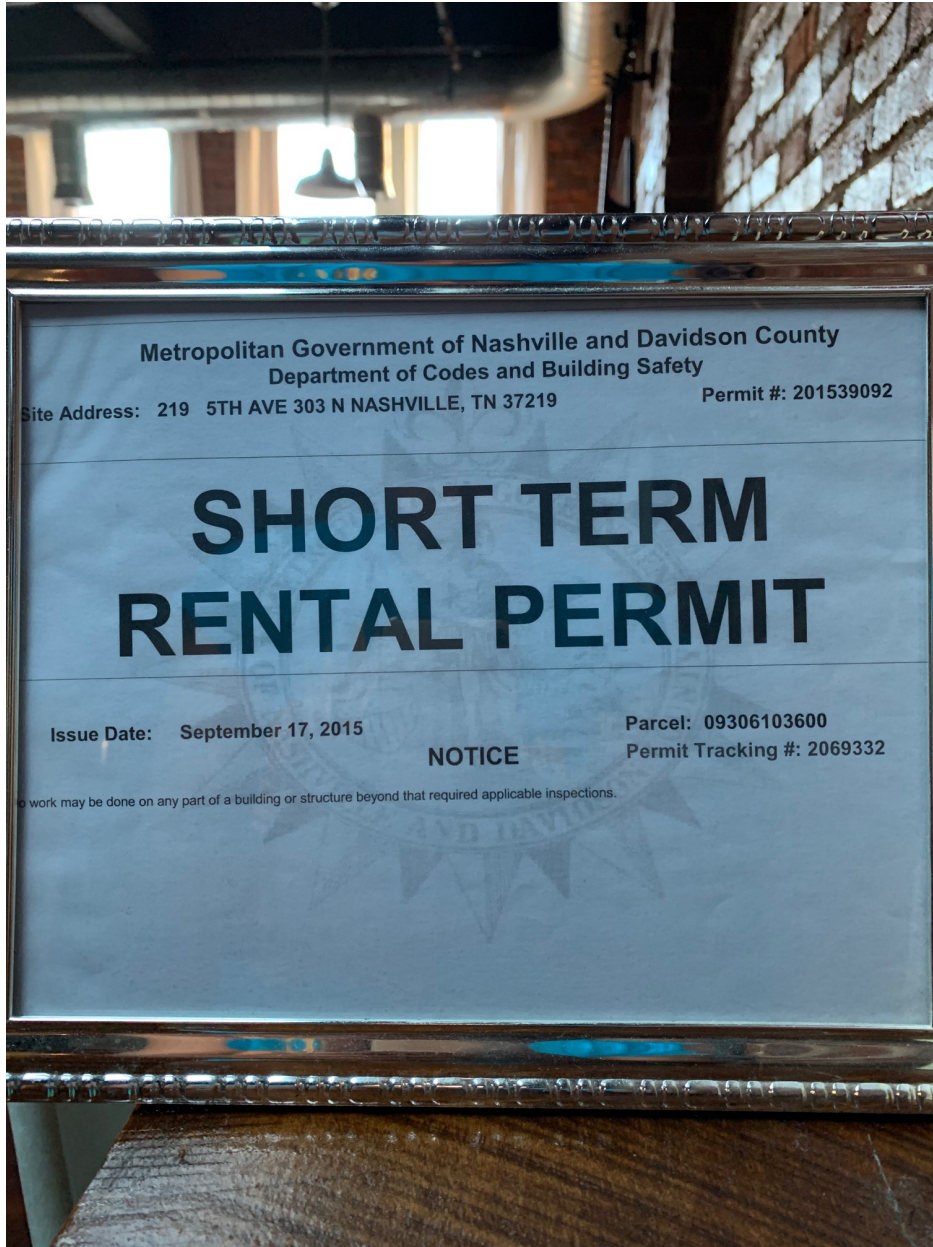 Metropolitan Government of Nashville and Davidson County
Department of Codes and Building Safety
Site Address: 219 5TH AVE 303 N NASHVILLE, TN 37219 Permit #: 201539092
SHORT TERM
RENTAL PERMIT
Issue Date: September 17, 2015 Parcel: 09306103600
NOTICE Permit Tracking #: 2069332
work may be done on any part of a building or structure beyond that required applicable inspections.
AND DAVID